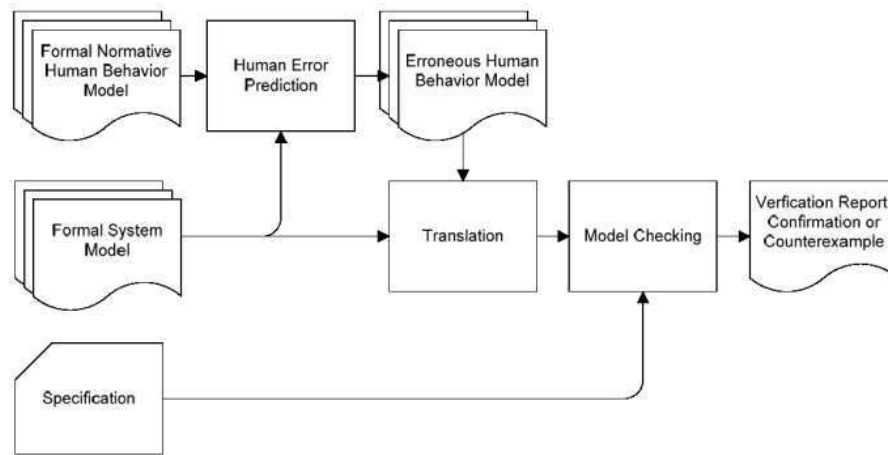 Formal Normative
Human Behavior
Model
Human Error
Prediction
Erroneous Human
Behavior Model
Formal System
Model
Translation
Model Checking
Verfication Report
Confirmation or
Counterexample
Specification